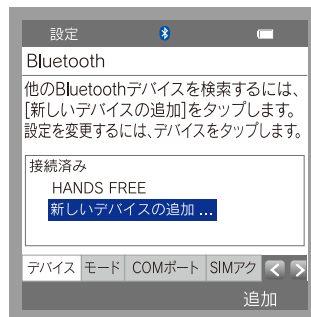 設定
Bluetooth
他のBluetoothデバイスを検索するには、
[新しいデバイスの追加]をタップします。
設定を変更するには、デバイスをタップします。
接続済み
HANDS FREE
新しいデバイスの追加 ...
デバイス モード COMポート SIMアク
追加